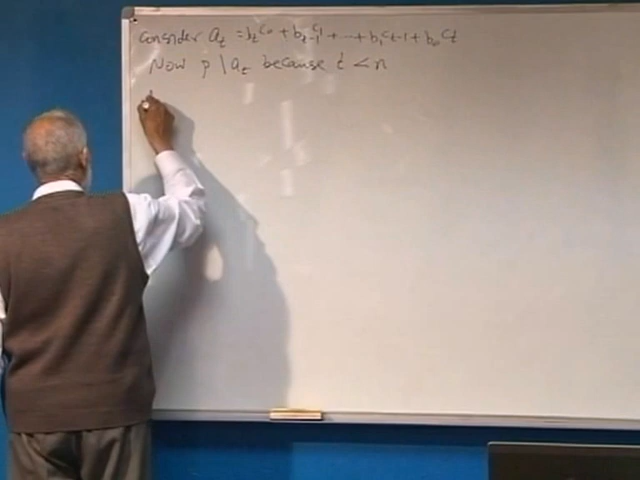 Consider a_t = b_t c_0 + b_{t-1} c_1 + ... + b_1 c_{t-1} + b_0 c_t
Now p | a_t because t < n